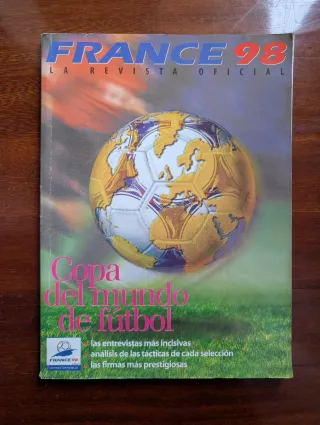 FRANCE 98
LA REVISTA OFICIAL
Copa
del mundo
de fútbol
las entrevistas más incisivas
análisis de las tácticas de cada selección
las firmas más prestigiosas
FRANCE 98